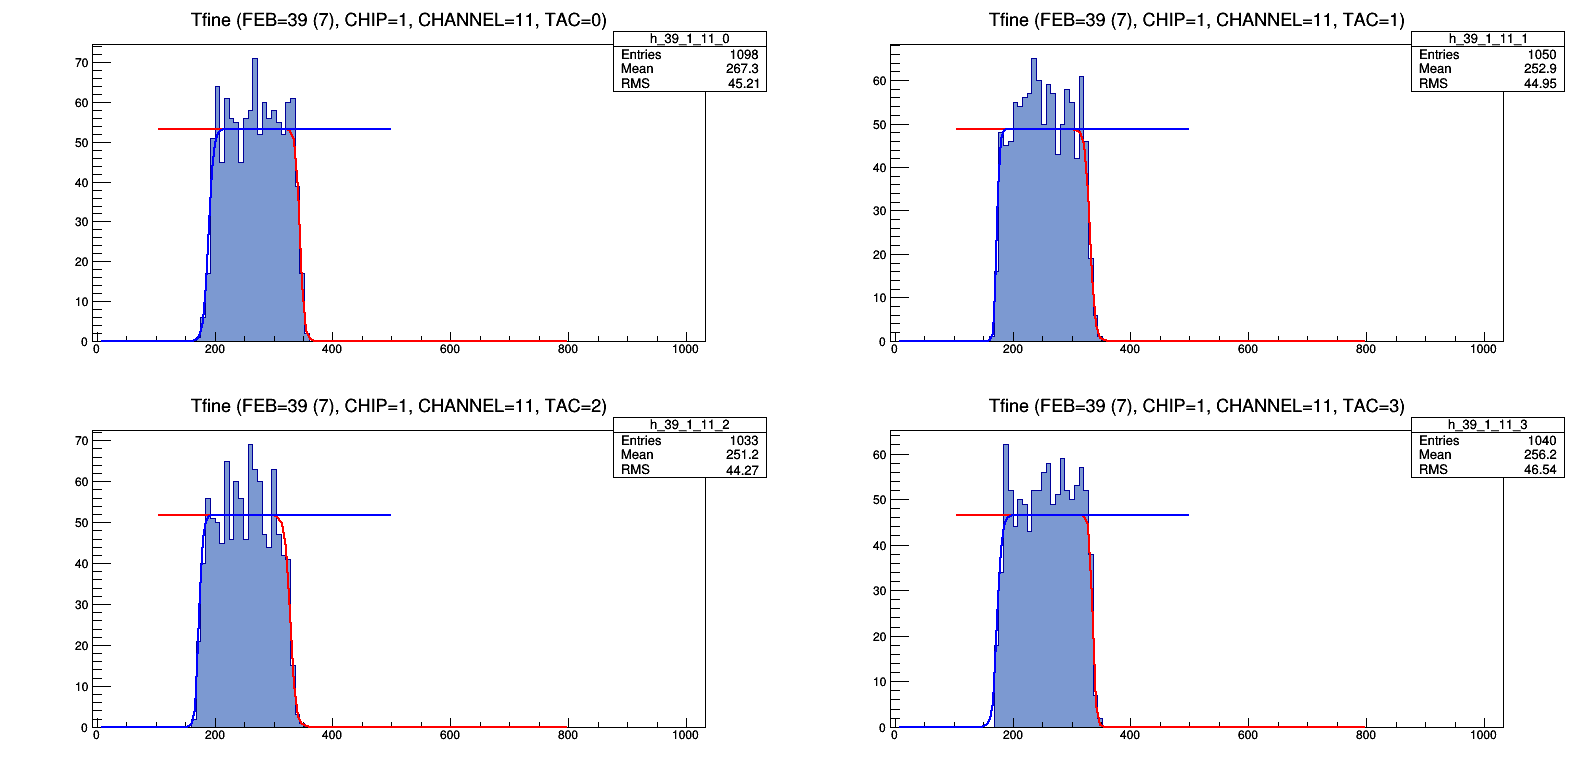 Tfine (FEB=39 (7), CHIP=1, CHANNEL=11, TAC=0)
h_39_1_11_0
Entries 1098
Mean 267.3
RMS 45.21
70
60
50
40
30
20
10
0
0 200 400 600 800 1000
Tfine (FEB=39 (7), CHIP=1, CHANNEL=11, TAC=1)
h_39_1_11_1
Entries 1050
Mean 252.9
RMS 44.95
60
50
40
30
20
10
0
0 200 400 600 800 1000
Tfine (FEB=39 (7), CHIP=1, CHANNEL=11, TAC=2)
h_39_1_11_2
Entries 1033
Mean 251.2
RMS 44.27
70
60
50
40
30
20
10
0
0 200 400 600 800 1000
Tfine (FEB=39 (7), CHIP=1, CHANNEL=11, TAC=3)
h_39_1_11_3
Entries 1040
Mean 256.2
RMS 46.54
60
50
40
30
20
10
0
0 200 400 600 800 1000